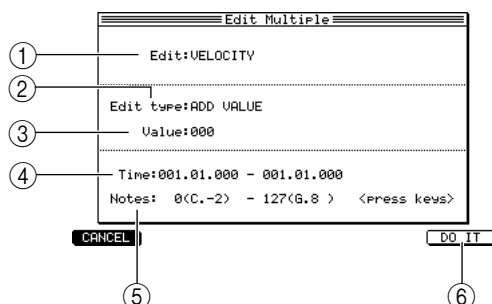 Edit Multiple
① Edit:VELOCITY
② Edit type:ADD VALUE
③ Value:000
④ Time:001.01.000 - 001.01.000
Notes: 0(C.-2) - 127(G.8 ) <press keys>
CANCEL DO IT
⑤ ⑥